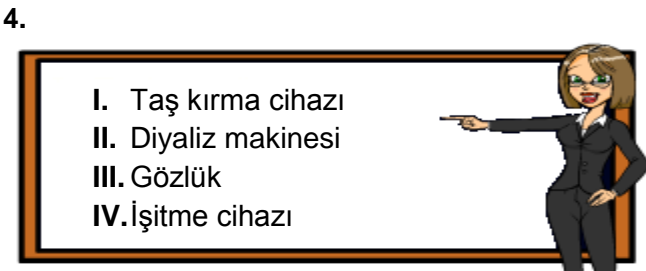 4.
I. Taş kırma cihazı
II. Diyaliz makinesi
III. Gözlük
IV. İşitme cihazı